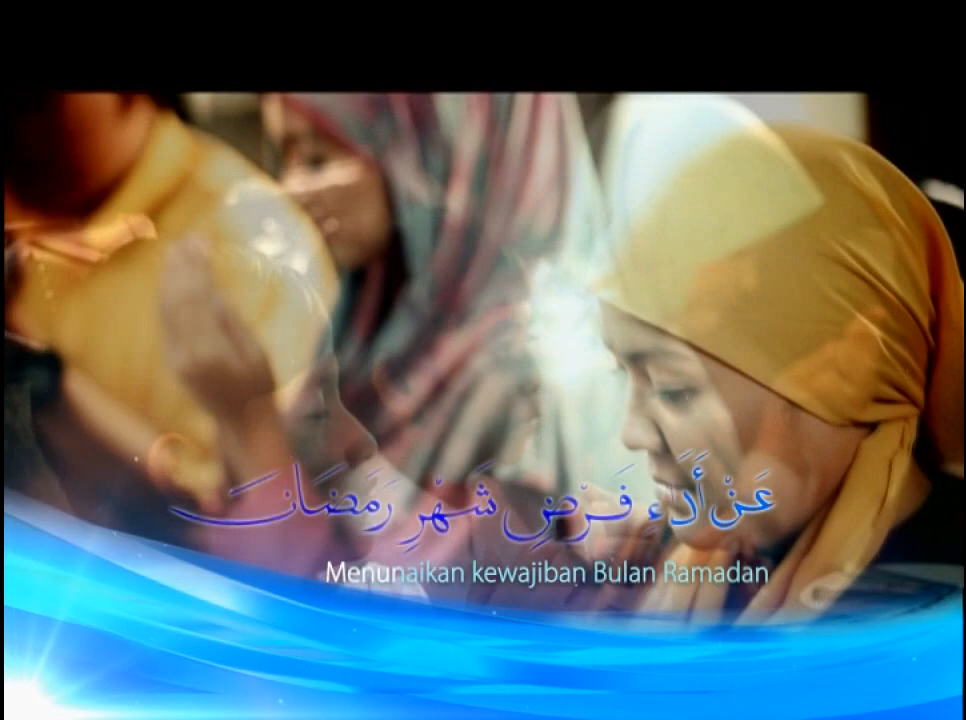 عَنْ أَدَاءِ فَرْضِ شَهْرِ رَمَضَانَ
Menunaikan kewajiban Bulan Ramadan